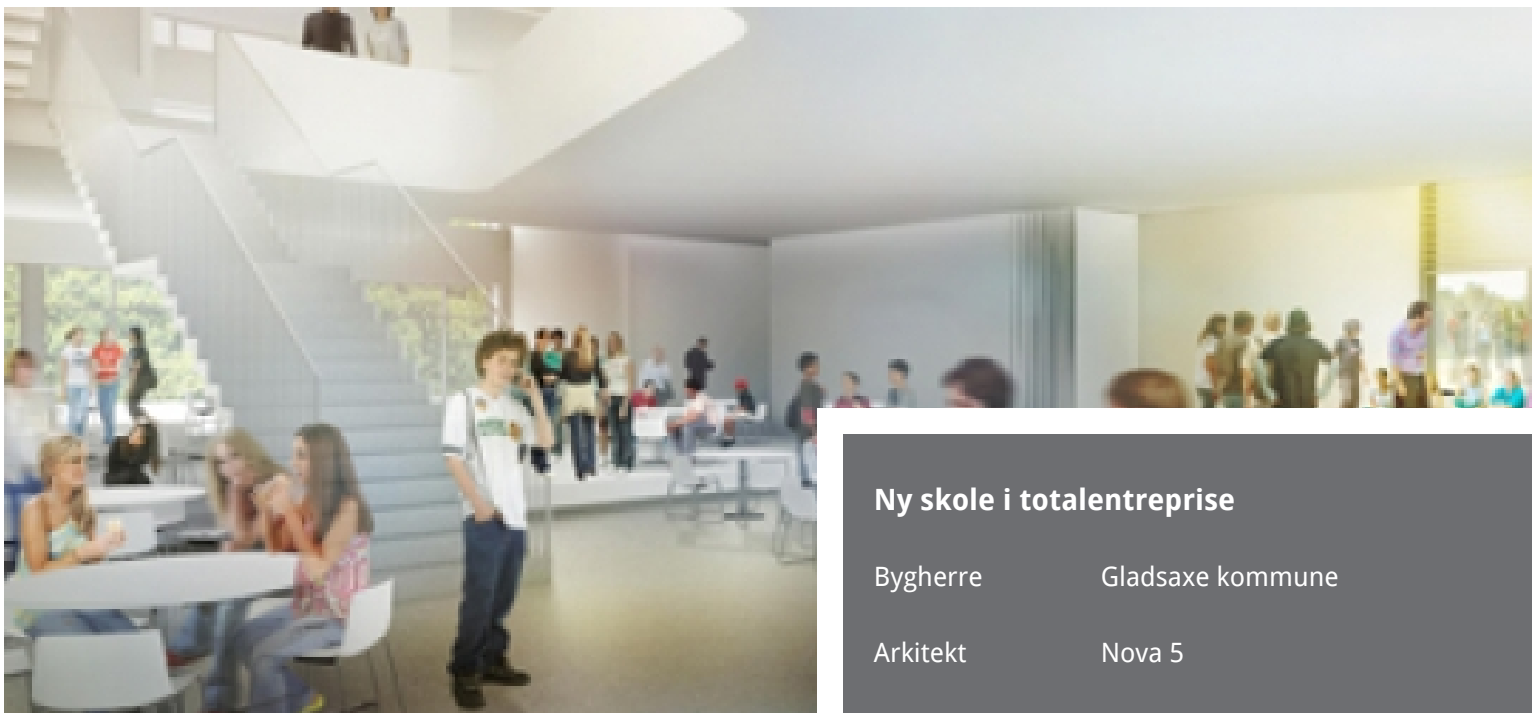 Ny skole i totalentreprise
Bygherre Gladsaxe kommune
Arkitekt Nova 5